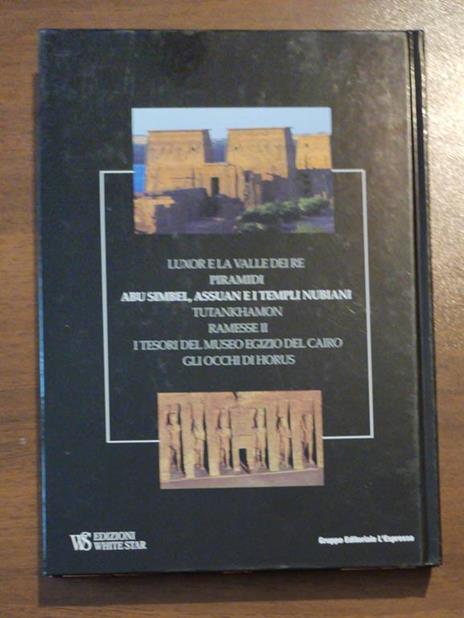 LUXOR E LA VALLE DEI RE
PIRAMIDI
ABU SIMBEL, ASSUAN E I TEMPLI NUBIANI
TUTANKHAMON
RAMESSE II
I TESORI DEL MUSEO EGIZIO DEL CAIRO
GLI OCCHI DI HORUS
WS EDIZIONI
WHITE STAR
Gruppo Editoriale L'Espresso